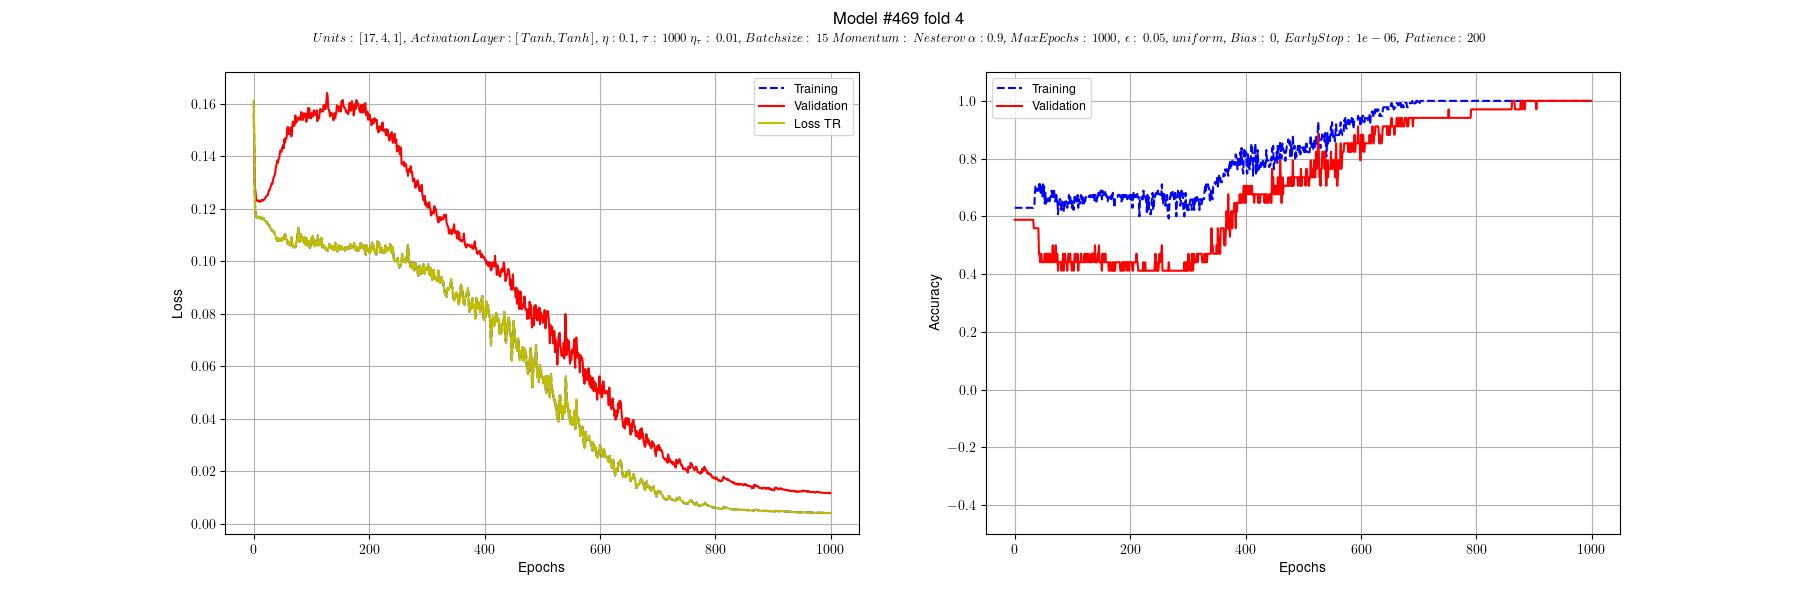 Model #469 fold 4
Units : [17, 4, 1], ActivationLayer : [Tanh, Tanh], η : 0.1, τ : 1000 ητ : 0.01, Batchsize : 15 Momentum : Nesterov α : 0.9, MaxEpochs : 1000, ϵ : 0.05, uniform, Bias : 0, EarlyStop : 1e − 06, Patience : 200
Training
Validation
Loss TR
0.16
0.14
0.12
0.10
0.08
0.06
0.04
0.02
0.00
Loss
0 200 400 600 800 1000
Epochs
Training
Validation
1.0
0.8
0.6
0.4
0.2
0.0
−0.2
−0.4
Accuracy
0 200 400 600 800 1000
Epochs